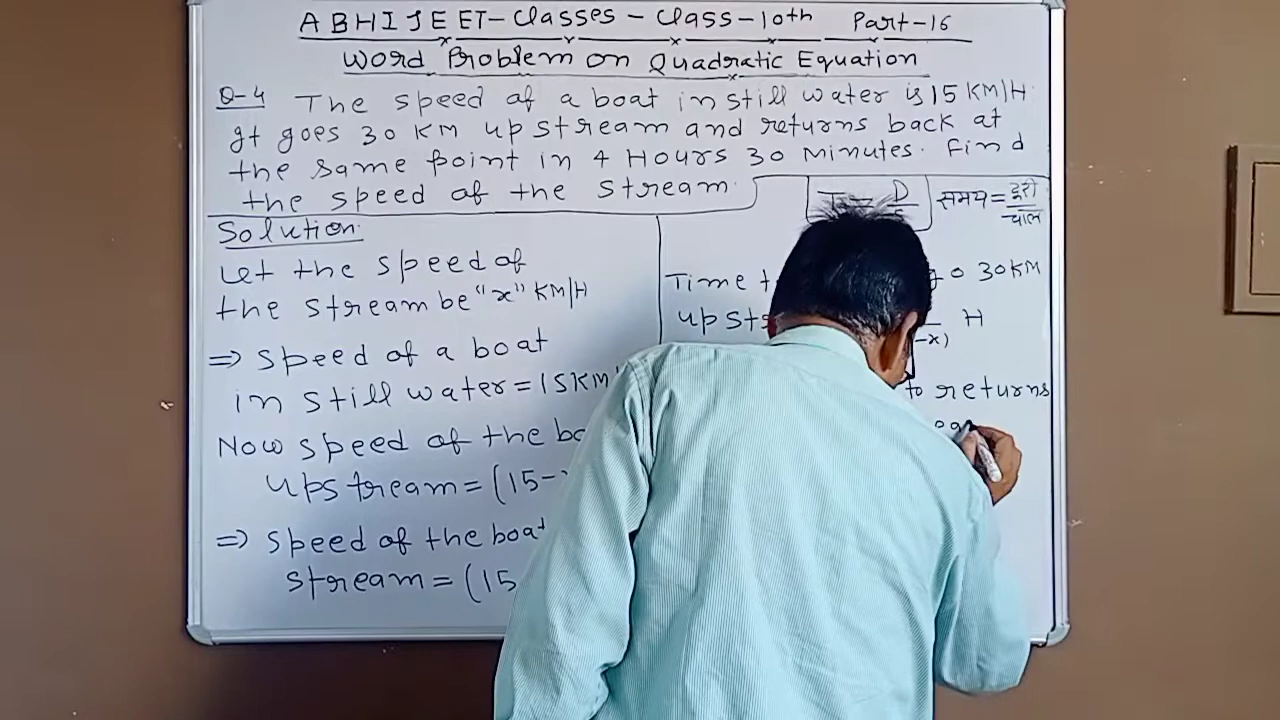 ABHIJEET-Classes-Class-10th Part-16
Word Problem on Quadratic Equation
Q-4 The speed of a boat in still water is 15 KM/H
It goes 30 KM upstream and returns back at
the same point in 4 Hours 30 Minutes. Find
the speed of the stream.
T = D
समय = दूरी
चाल
Solution:
Let the speed of
the stream be "x" KM/H
⇒ speed of a boat
in still water = 15KM
Now speed of the
upstream = (15-
⇒ speed of the boat
stream = (15
Time 30KM
H
-x)
to returns